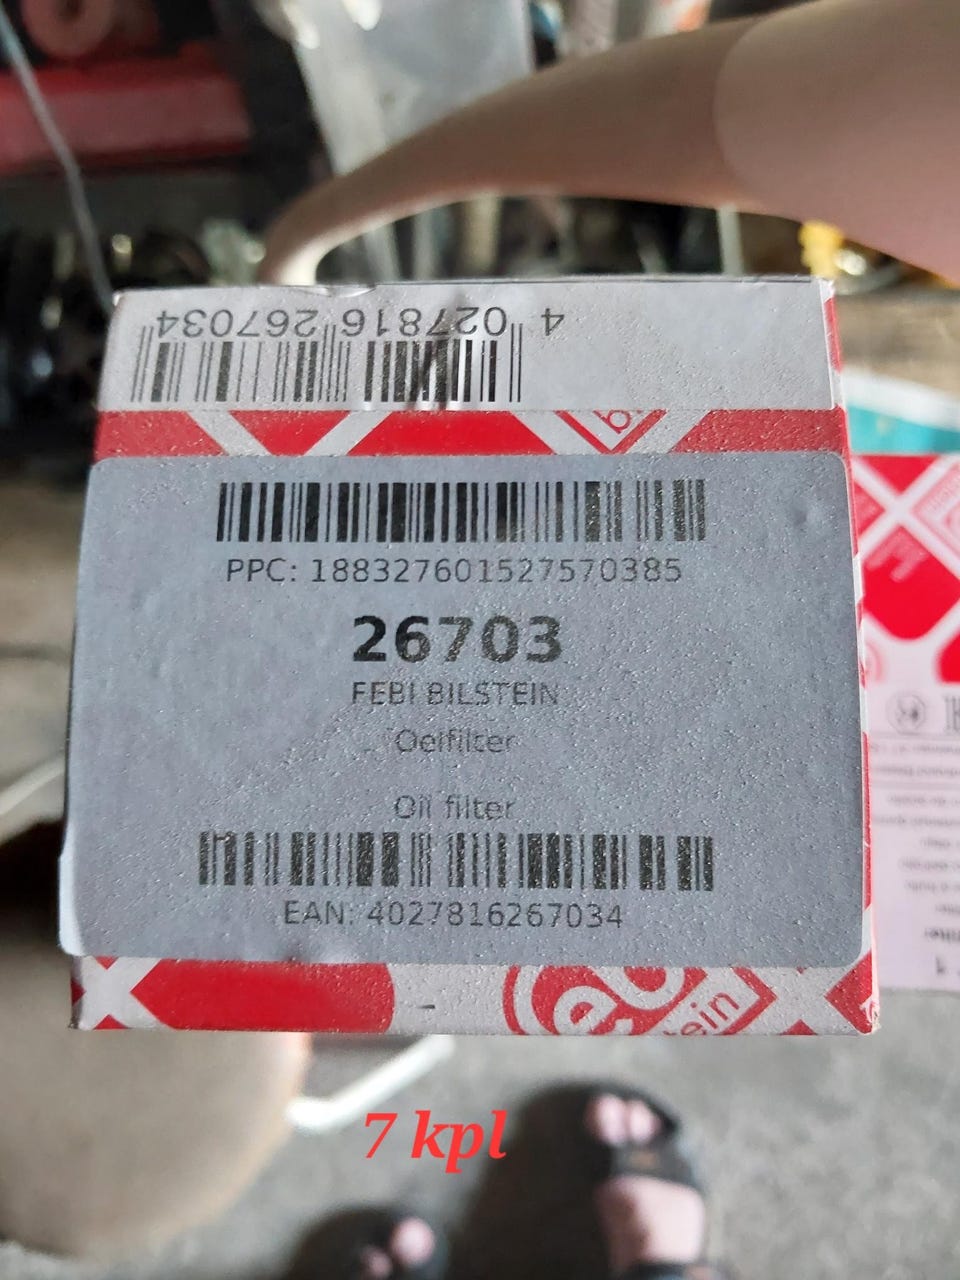 4 027816 267034
PPC: 188327601527570385
26703
FEBI BILSTEIN
Oelfilter
Oil filter
EAN: 4027816267034
7 kpl